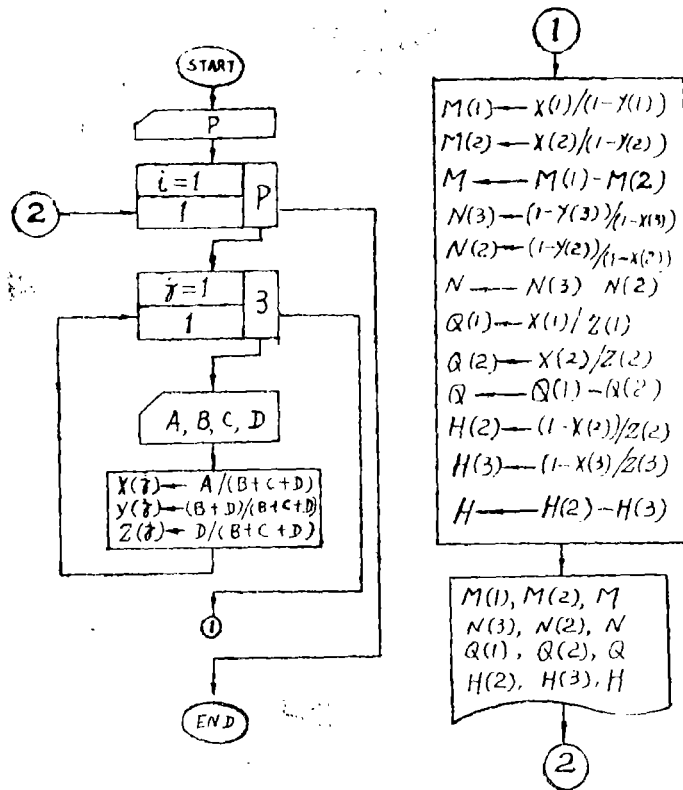 START
P
i=1
1
P
2
j=1
1
3
A, B, C, D
X(j)← A/(B+C+D)
Y(j)←(B+D)/(B+C+D)
Z(j)← D/(B+C+D)
1
END
1
M(1)← X(1)/(1-Y(1))
M(2)← X(2)/(1-Y(2))
M ← M(1)-M(2)
N(3)←(1-Y(3))/(1-X(3))
N(2)←(1-Y(2))/(1-X(2))
N ← N(3) N(2)
Q(1)← X(1)/Z(1)
Q(2)← X(2)/Z(2)
Q ← Q(1)-Q(2)
H(2)← (1-X(2))/Z(2)
H(3)← (1-X(3)/Z(3)
H ← H(2)-H(3)
M(1), M(2), M
N(3), N(2), N
Q(1), Q(2), Q
H(2), H(3), H
2